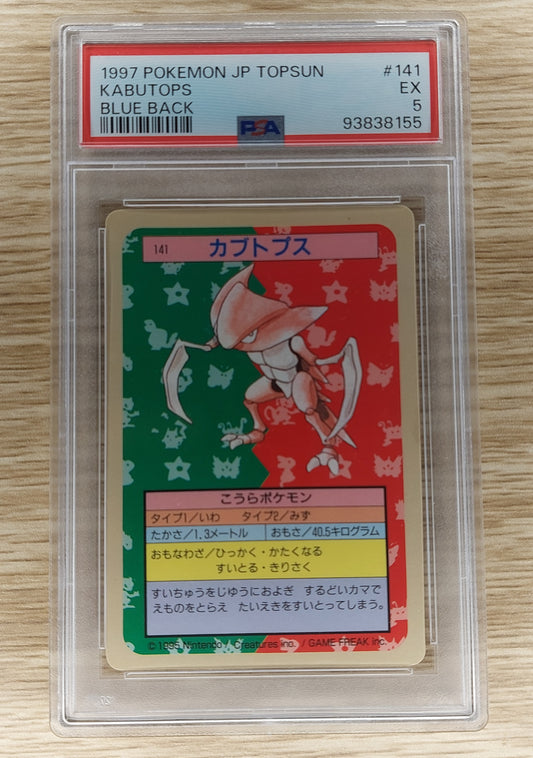 1997 POKEMON JP TOPSUN #141
KABUTOPS EX
BLUE BACK 5
PSA 93838155
141 カブトプス
こうらポケモン
タイプ1/いわ タイプ2/みず
たかさ/1.3メートル おもさ/40.5キログラム
おもなわざ/ひっかく・かたくなる
すいとる・きりさく
すいちゅうをじゆうにおよぎ するどいカマで
えものをとらえ たいえきをすいとってしまう。
©1995 Nintendo / Creatures inc. / GAME FREAK inc.